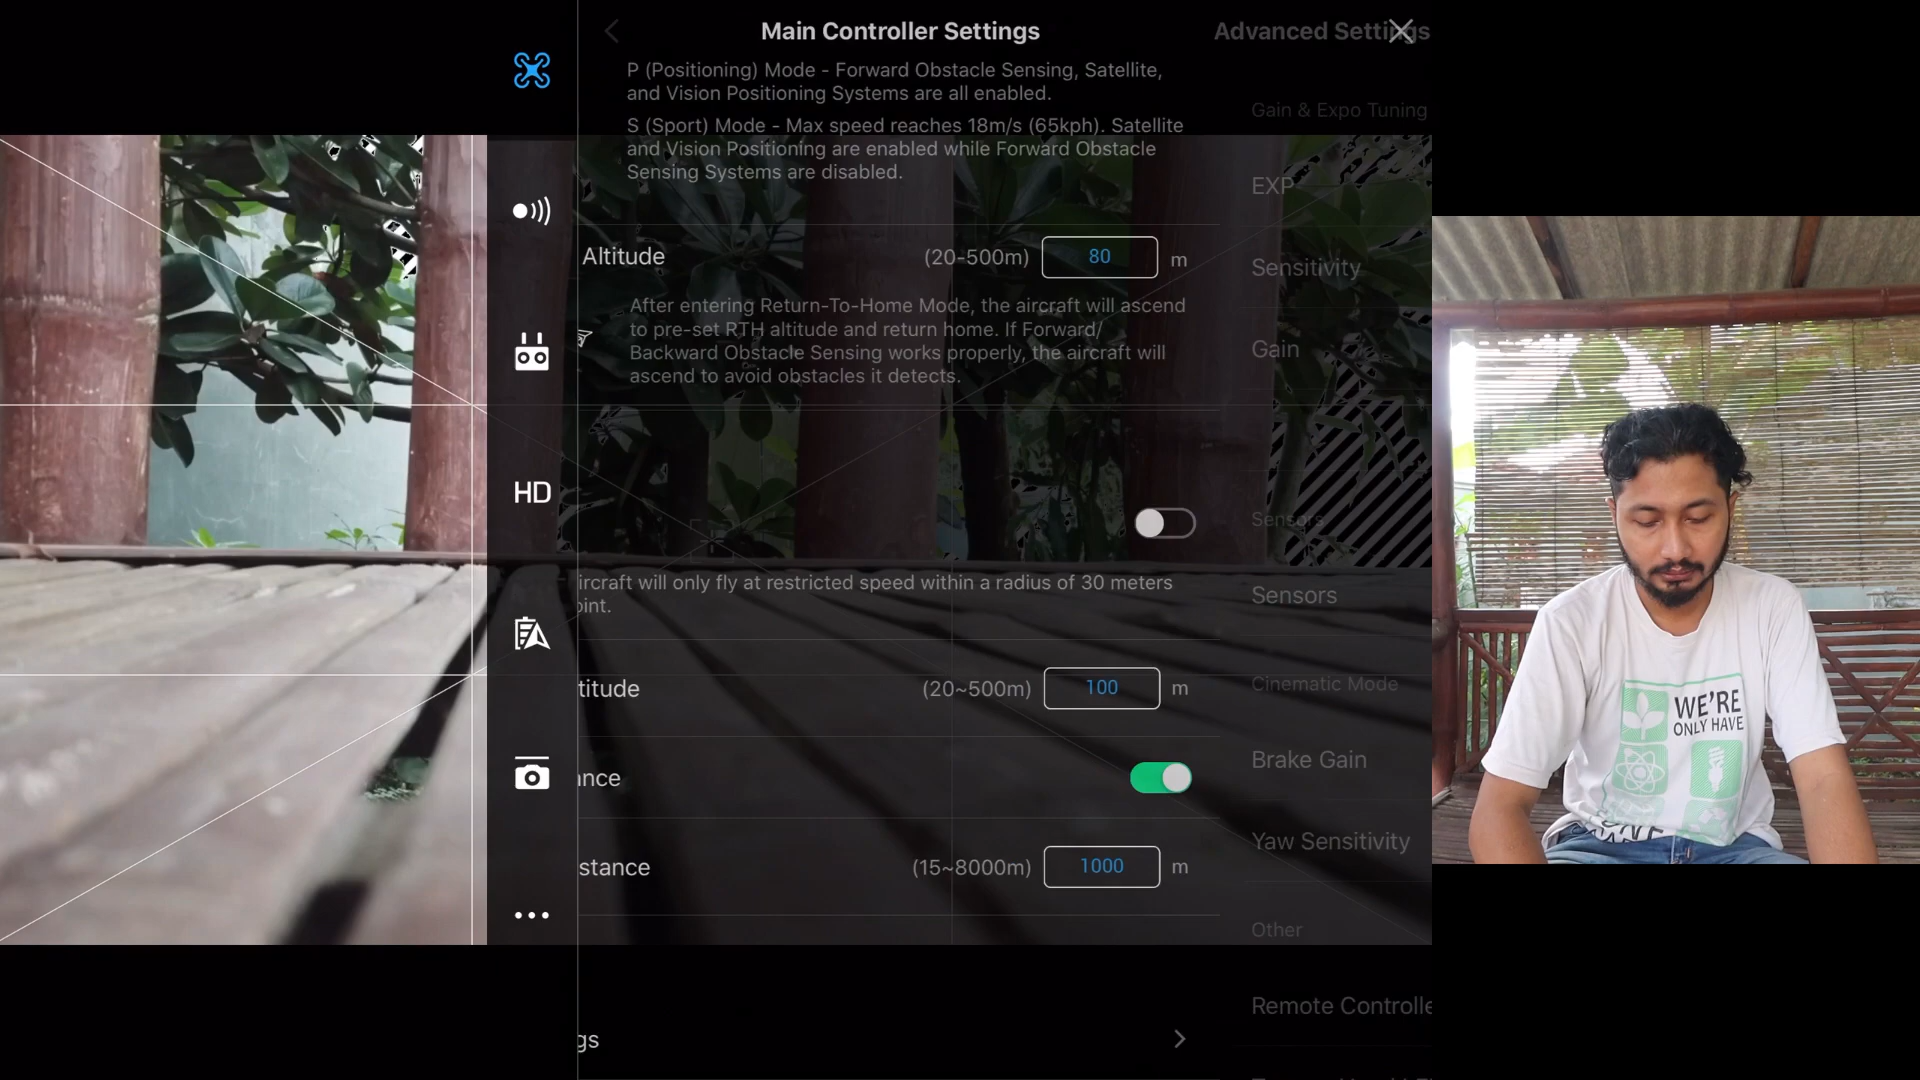 Main Controller Settings
Advanced Settings
P (Positioning) Mode - Forward Obstacle Sensing, Satellite,
and Vision Positioning Systems are all enabled.
S (Sport) Mode - Max speed reaches 18m/s (65kph). Satellite
and Vision Positioning are enabled while Forward Obstacle
Sensing Systems are disabled.
Altitude (20-500m) 80 m
After entering Return-To-Home Mode, the aircraft will ascend
to pre-set RTH altitude and return home. If Forward/
Backward Obstacle Sensing works properly, the aircraft will
ascend to avoid obstacles it detects.
HD
ircraft will only fly at restricted speed within a radius of 30 meters
oint.
titude (20~500m) 100 m
nce
stance (15~8000m) 1000 m
gs
Gain & Expo Tuning
EXP
Sensitivity
Gain
Sensors
Sensors
Cinematic Mode
Brake Gain
Yaw Sensitivity
Other
Remote Controlle
WE'RE
ONLY HAVE